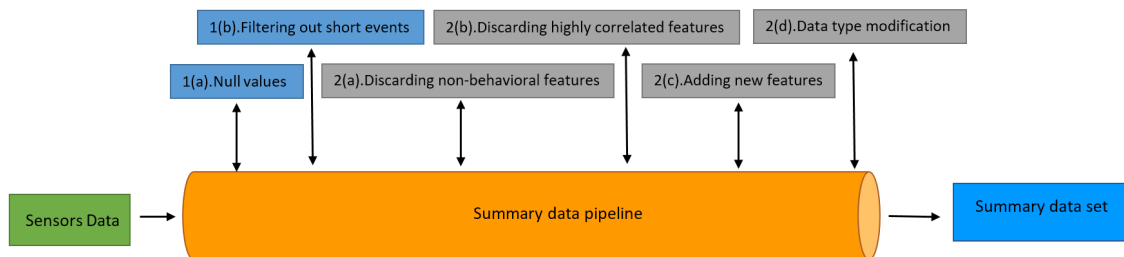 1(b).Filtering out short events
2(b).Discarding highly correlated features
2(d).Data type modification
1(a).Null values
2(a).Discarding non-behavioral features
2(c).Adding new features
Sensors Data
Summary data pipeline
Summary data set